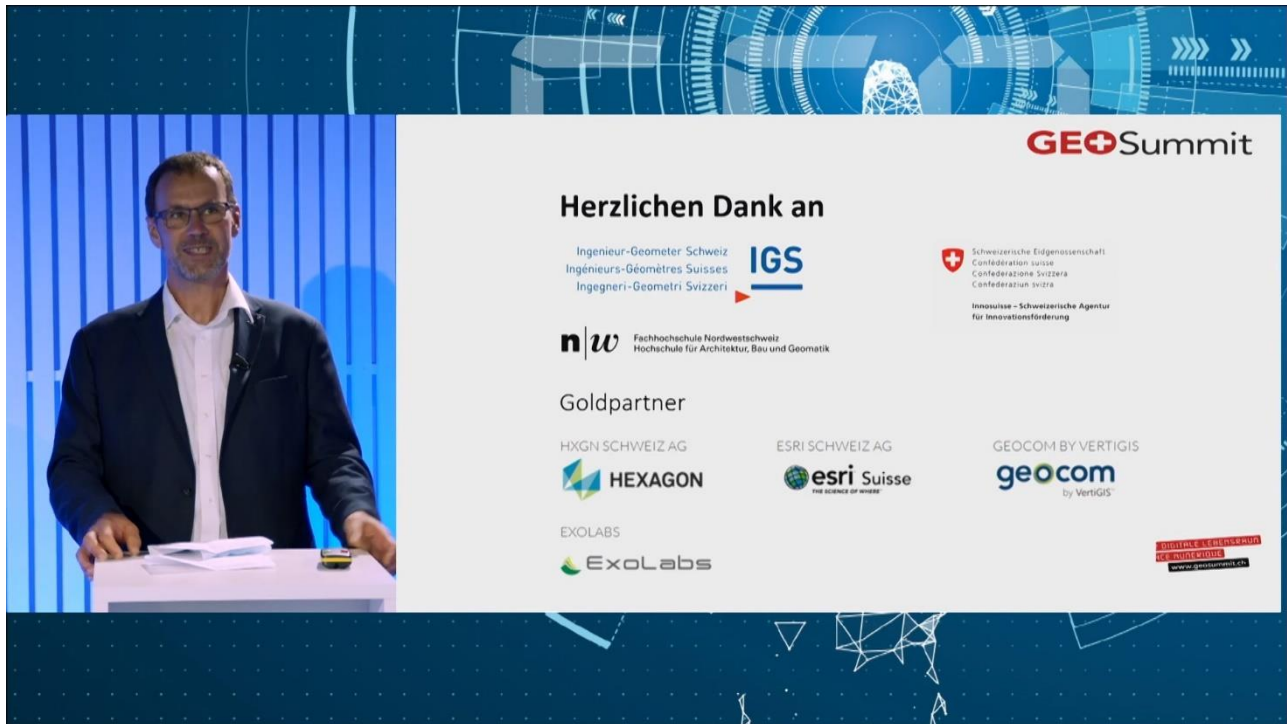 GEOSummit
Herzlichen Dank an
Ingenieur-Geometer Schweiz
Ingénieurs-Géomètres Suisses
Ingegneri-Geometri Svizzeri
IGS
Schweizerische Eidgenossenschaft
Confédération suisse
Confederazione Svizzera
Confederaziun svizra
Innosuisse – Schweizerische Agentur
für Innovationsförderung
n|w
Fachhochschule Nordwestschweiz
Hochschule für Architektur, Bau und Geomatik
Goldpartner
HXGN SCHWEIZ AG
HEXAGON
ESRI SCHWEIZ AG
esri Suisse
THE SCIENCE OF WHERE™
GEOCOM BY VERTIGIS
geocom
by VertiGIS™
EXOLABS
ExoLabs
DIGITALE LEBENSRAUM
NUMÉRIQUE
www.geosummit.ch